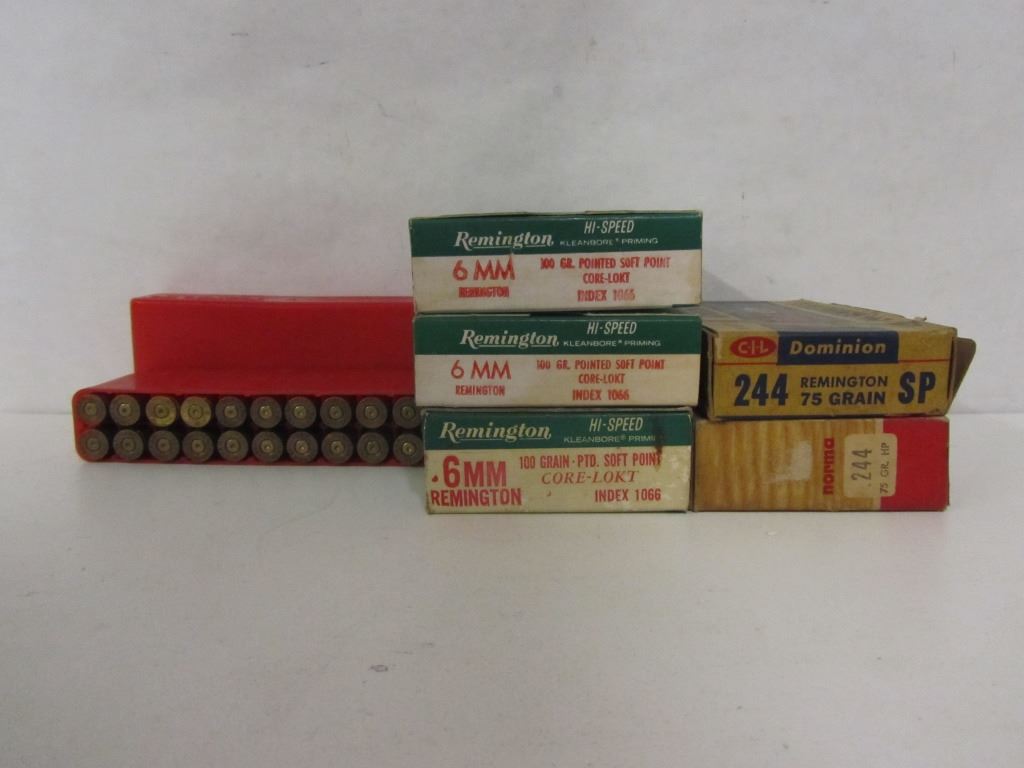 Remington HI-SPEED
KLEANBORE® PRIMING
6 MM
REMINGTON
100 GR. POINTED SOFT POINT
CORE-LOKT
INDEX 1066
Remington HI-SPEED
KLEANBORE® PRIMING
6 MM
REMINGTON
100 GR. POINTED SOFT POINT
CORE-LOKT
INDEX 1066
Remington HI-SPEED
KLEANBORE® PRIMI
6MM
REMINGTON
100 GRAIN-PTD. SOFT POINT
CORE-LOKT
INDEX 1066
C-I-L Dominion
244 REMINGTON
75 GRAIN SP
norma
.244
75 GR. HP